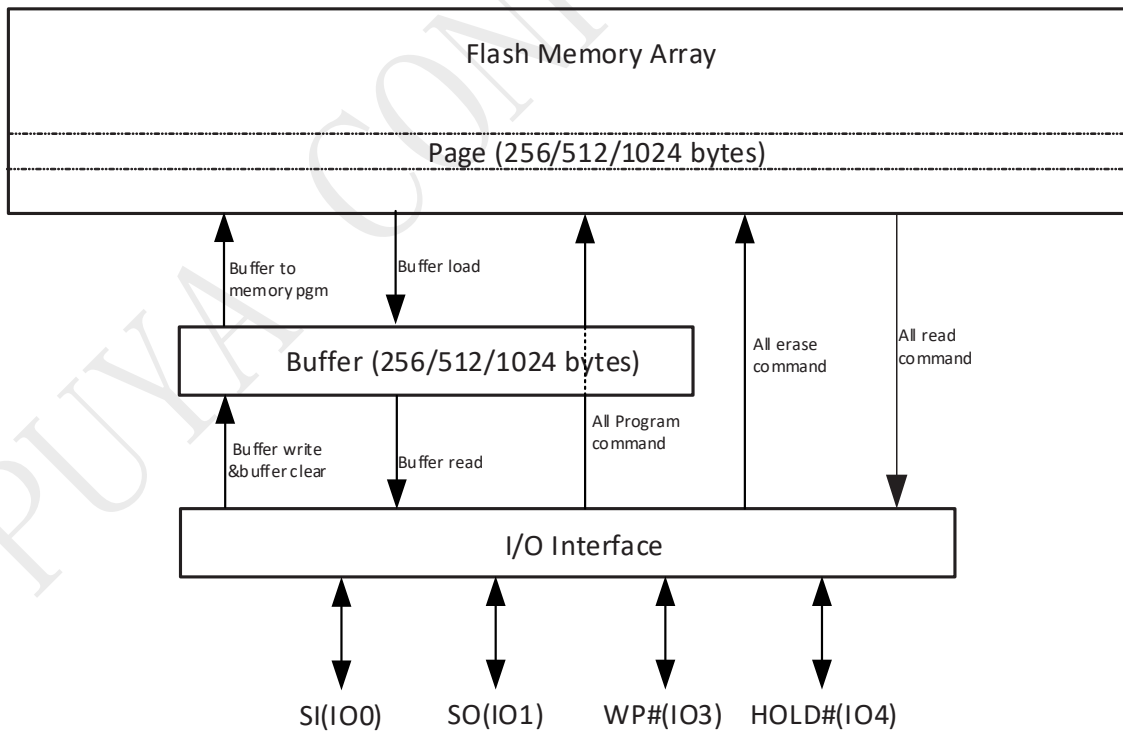 Flash Memory Array
Page (256/512/1024 bytes)
Buffer to
memory pgm
Buffer load
Buffer (256/512/1024 bytes)
All erase
command
All read
command
Buffer write
&buffer clear
Buffer read
All Program
command
I/O Interface
SI(IO0)
SO(IO1)
WP#(IO3)
HOLD#(IO4)
PUYA